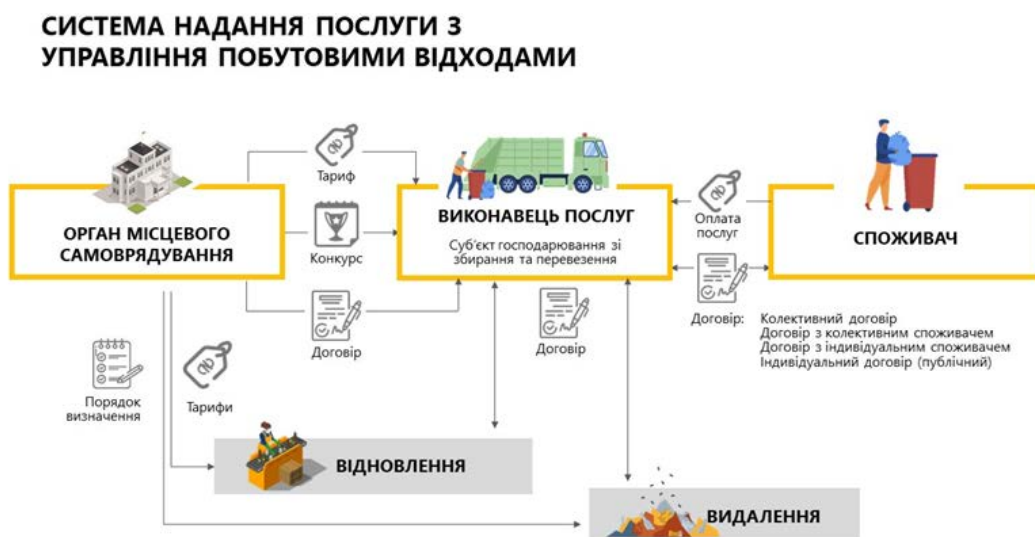 СИСТЕМА НАДАННЯ ПОСЛУГИ З
УПРАВЛІННЯ ПОБУТОВИМИ ВІДХОДАМИ
ОРГАН МІСЦЕВОГО
САМОВРЯДУВАННЯ
Тариф
Конкурс
Договір
ВИКОНАВЕЦЬ ПОСЛУГ
Суб'єкт господарювання зі
збирання та перевезення
Оплата
послуг
СПОЖИВАЧ
Договір:
Колективний договір
Договір з колективним споживачем
Договір з індивідуальним споживачем
Індивідуальний договір (публічний)
Договір
Порядок
визначення
Тарифи
ВІДНОВЛЕННЯ
ВИДАЛЕННЯ